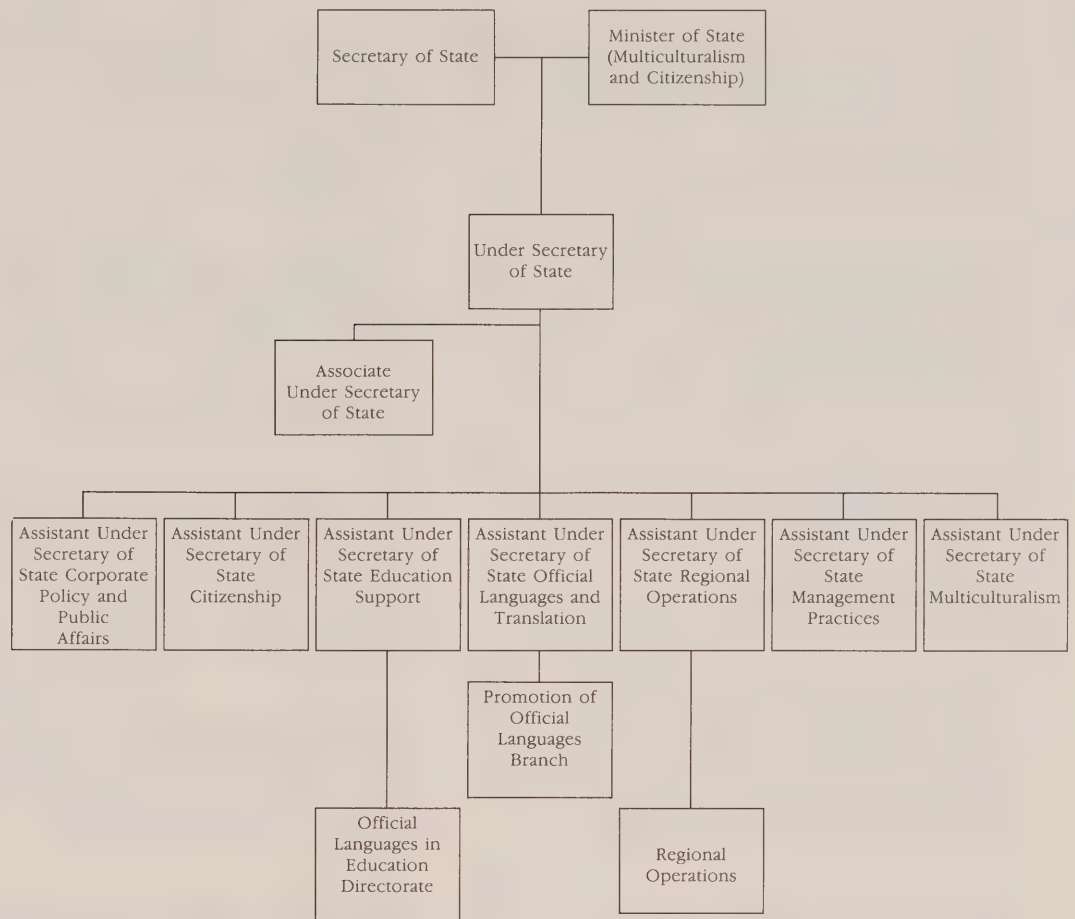 Secretary of State
Minister of State
(Multiculturalism
and Citizenship)
Under Secretary
of State
Associate
Under Secretary
of State
Assistant Under
Secretary of
State Corporate
Policy and
Public
Affairs
Assistant Under
Secretary of
State
Citizenship
Assistant Under
Secretary of
State Education
Support
Assistant Under
Secretary of
State Official
Languages and
Translation
Assistant Under
Secretary of
State Regional
Operations
Assistant Under
Secretary of
State
Management
Practices
Assistant Under
Secretary of
State
Multiculturalism
Promotion of
Official
Languages
Branch
Official
Languages in
Education
Directorate
Regional
Operations